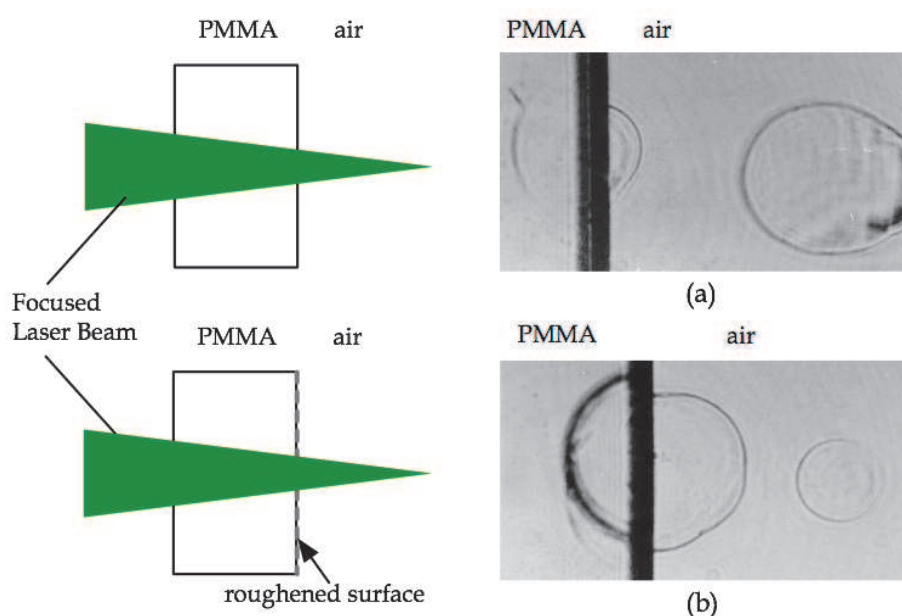 PMMA air
PMMA air
(a)
Focused
Laser Beam
PMMA air
PMMA air
roughened surface
(b)